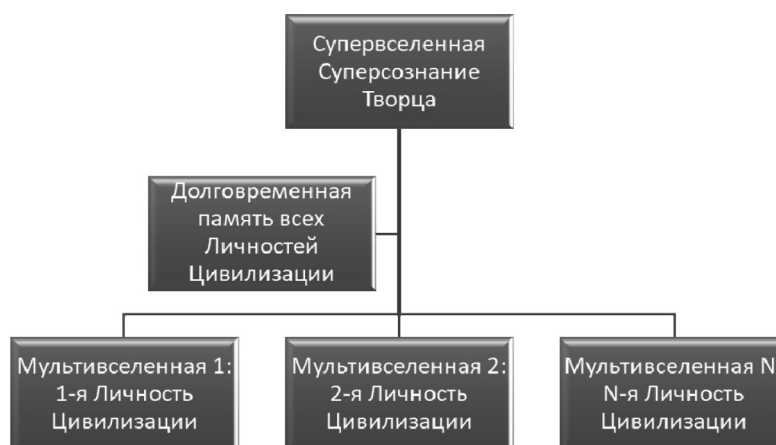 Супервселенная
Суперсознание
Творца
Долговременная
память всех
Личностей
Цивилизации
Мультивселенная 1:
1-я Личность
Цивилизации
Мультивселенная 2:
2-я Личность
Цивилизации
Мультивселенная N
N-я Личность
Цивилизации